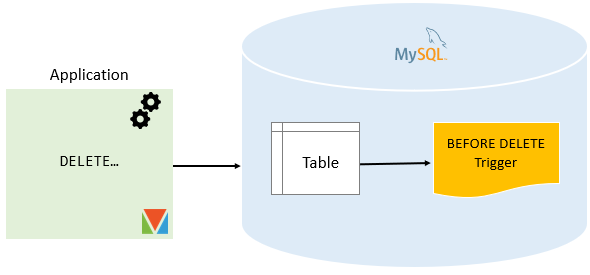 Application
DELETE…
MySQL
Table
BEFORE DELETE
Trigger